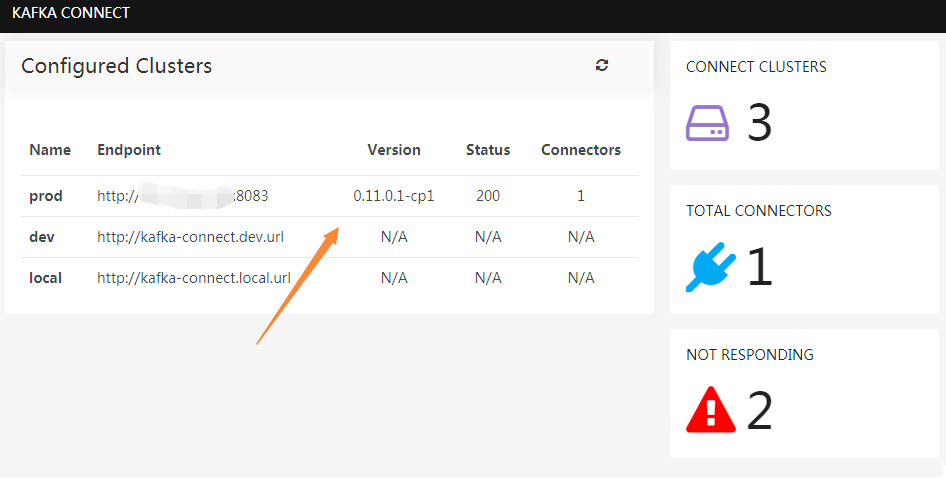 KAFKA CONNECT
Configured Clusters
Name Endpoint Version Status Connectors
prod http:// :8083 0.11.0.1-cp1 200 1
dev http://kafka-connect.dev.url N/A N/A N/A
local http://kafka-connect.local.url N/A N/A N/A
CONNECT CLUSTERS
3
TOTAL CONNECTORS
1
NOT RESPONDING
2